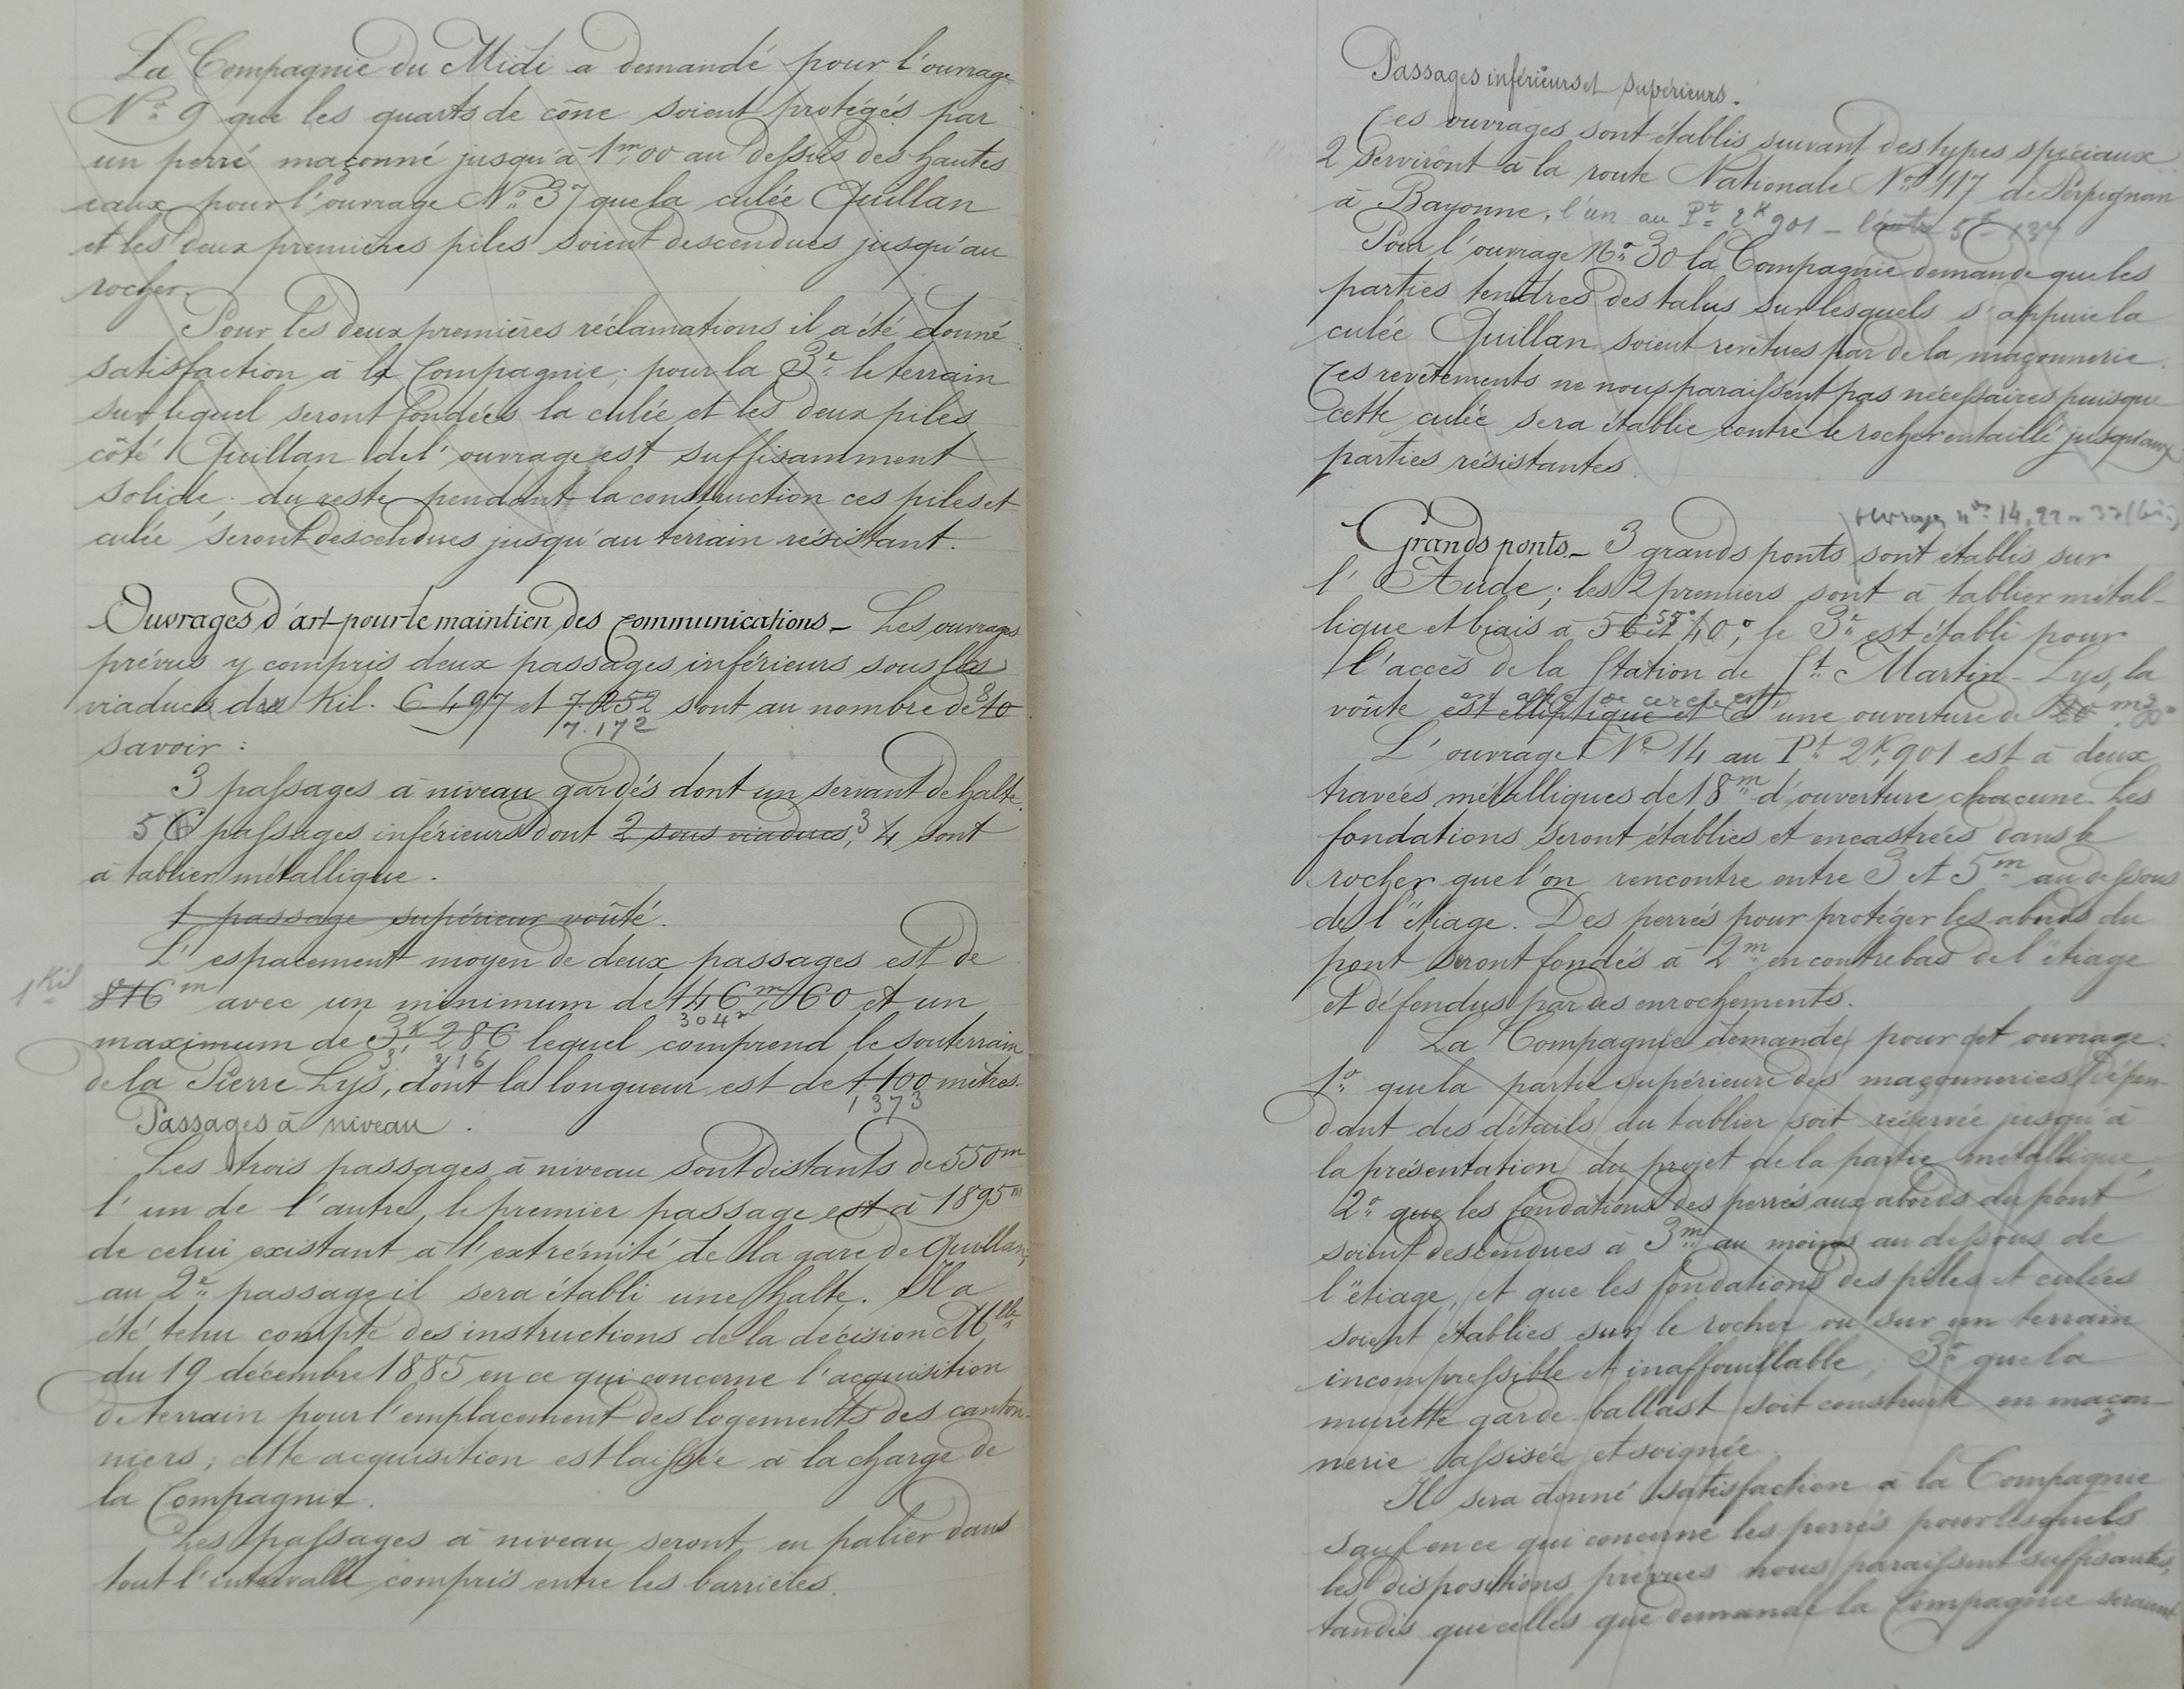 La Compagnie du Midi a demandé pour l'ouvrage
N° 9 que les quarts de cône soient protégés par
un perré maçonné jusqu'à 1m,00 au dessus des hautes
eaux pour l'ouvrage N° 37 que la culée Quillan
et les deux premières piles soient descendues jusqu'au
rocher.
Pour les deux premières réclamations il a été donné
satisfaction à la Compagnie; pour la 3e le terrain
sur lequel seront fondées la culée et les deux piles
côté Quillan de l'ouvrage est suffisamment
solide; du reste pendant la construction ces piles et
culée seront descendues jusqu'au terrain résistant.
Ouvrages d'art pour le maintien des communications _ Les ouvrages
prévus y compris deux passages inférieurs sous les
viaducs des Kil. 6 497 et 7.252 sont au nombre de 10 8
7.172
savoir :
3 passages à niveau gardés dont un servant de halte.
5 6 passages inférieurs dont 2 sous viaducs, 3 4 sont
à tablier métallique.
1 passage supérieur voûté.
L'espacement moyen de deux passages est de
1 Kil
816m avec un minimum de 146m,60 et un
304m
maximum de 3K,286 lequel comprend le souterrain
3, 316
de la Pierre Lys, dont la longueur est de 1100 mètres.
1373
Passages à niveau.
Les trois passages à niveau sont distants de 550m
l'un de l'autre, le premier passage est à 1895m
de celui existant à l'extrémité de la gare de Quillan,
au 2e passage il sera établi une halte. Il a
été tenu compte des instructions de la décision Mlle
du 19 décembre 1885 en ce qui concerne l'acquisition
de terrain pour l'emplacement des logements des canton-
niers; cette acquisition est laissée à la charge de
la Compagnie.
Les passages à niveau seront en palier dans
tout l'intervalle compris entre les barrières.
Passages inférieurs et supérieurs.
Ces ouvrages sont établis suivant des types spéciaux
2 serviront à la route Nationale N° 117 de Perpignan
à Bayonne, l'un au Pt 2K 901 _ l'autre 5K
Pour l'ouvrage N° 30 la Compagnie demande que les
parties tendres des talus sur lesquels s'appuie la
culée Quillan soient revêtues par de la maçonnerie.
Ces revêtements ne nous paraissent pas nécessaires puisque
cette culée sera établie contre le rocher entaillé jusqu'aux
parties résistantes.
ouvrages nos 14, 22 37 (bis)
Grands ponts. _ 3 grands ponts sont établis sur
l'Aude; les 2 premiers sont à tablier métal-
55°
lique et biais à 56 et 40°, le 3e est établi pour
l'accès de la station de St Martin-Lys, la
en arc de cercle est
voûte est elliptique et d'une ouverture de 20m
L'ouvrage N° 14 au Pt 2K,901 est à deux
travées métalliques de 18m d'ouverture chacune. Les
fondations seront établies et encastrées dans le
rocher que l'on rencontre entre 3 et 5m au dessous
de l'étiage. Des perrés pour protéger les abords du
pont seront fondés à 2m en contrebas de l'étiage
et défendus par des enrochements.
La Compagnie demande pour cet ouvrage:
1° que la partie supérieure des maçonneries dépen-
dant des détails du tablier soit réservée jusqu'à
la présentation du projet de la partie métallique,
2° que les fondations des perrés aux abords du pont
soient descendues à 3m au moins au dessous de
l'étiage, et que les fondations des piles et culées
soient établies sur le rocher ou sur un terrain
incompressible et inaffouillable, 3° que la
murette garde-ballast soit construite en maçon-
nerie assisée et soignée.
Il sera donné satisfaction à la Compagnie
sauf en ce qui concerne les perrés pour lesquels
les dispositions prévues nous paraissent suffisantes,
tandis que celles que demande la Compagnie seraient